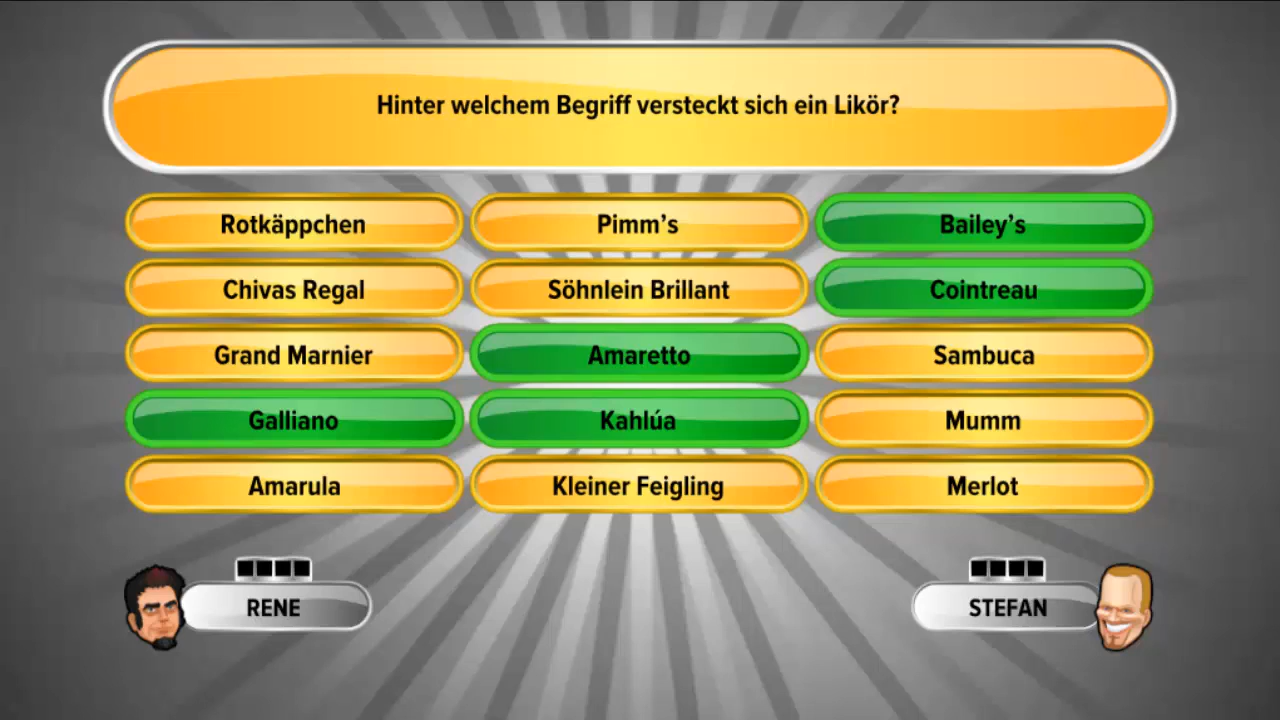 Hinter welchem Begriff versteckt sich ein Likör?
Rotkäppchen
Pimm's
Bailey's
Chivas Regal
Söhnlein Brillant
Cointreau
Grand Marnier
Amaretto
Sambuca
Galliano
Kahlúa
Mumm
Amarula
Kleiner Feigling
Merlot
RENE
STEFAN